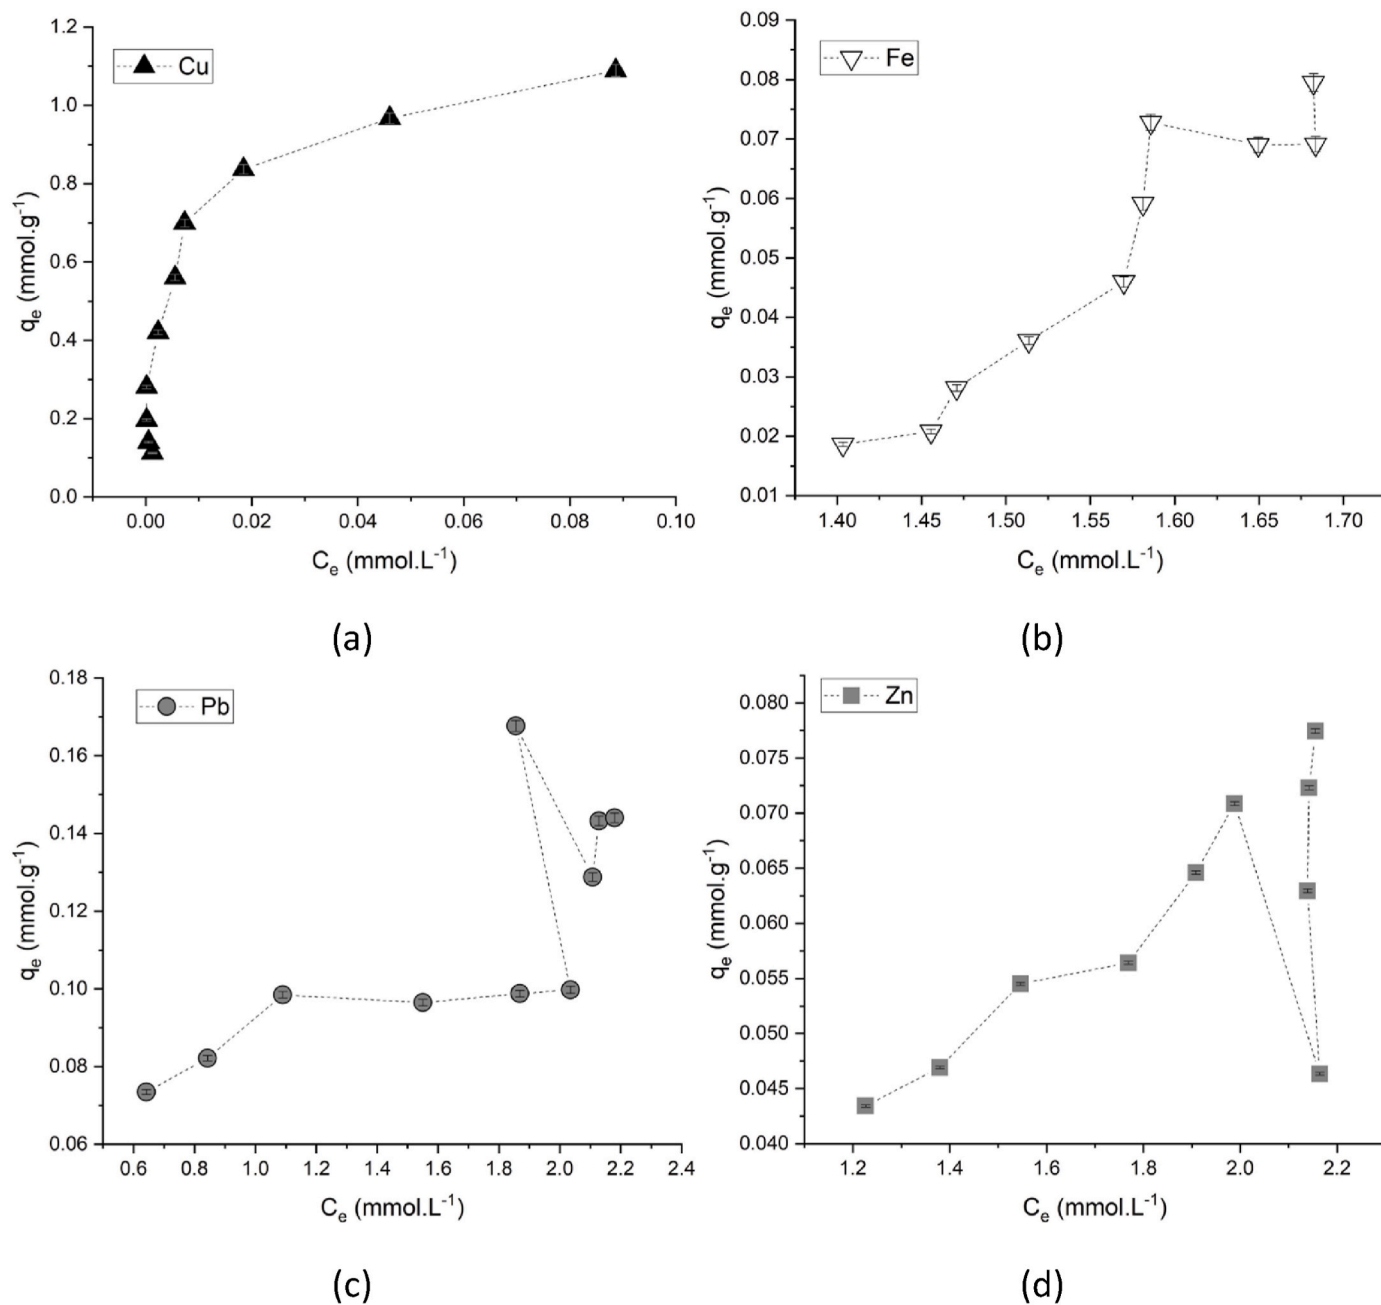 Cu
1.2
1.0
0.8
0.6
0.4
0.2
0.0
qe (mmol.g-1)
0.00 0.02 0.04 0.06 0.08 0.10
Ce (mmol.L-1)
(a)
Fe
0.09
0.08
0.07
0.06
0.05
0.04
0.03
0.02
0.01
qe (mmol.g-1)
1.40 1.45 1.50 1.55 1.60 1.65 1.70
Ce (mmol.L-1)
(b)
Pb
0.18
0.16
0.14
0.12
0.10
0.08
0.06
qe (mmol.g-1)
0.6 0.8 1.0 1.2 1.4 1.6 1.8 2.0 2.2 2.4
Ce (mmol.L-1)
(c)
Zn
0.080
0.075
0.070
0.065
0.060
0.055
0.050
0.045
0.040
qe (mmol.g-1)
1.2 1.4 1.6 1.8 2.0 2.2
Ce (mmol.L-1)
(d)